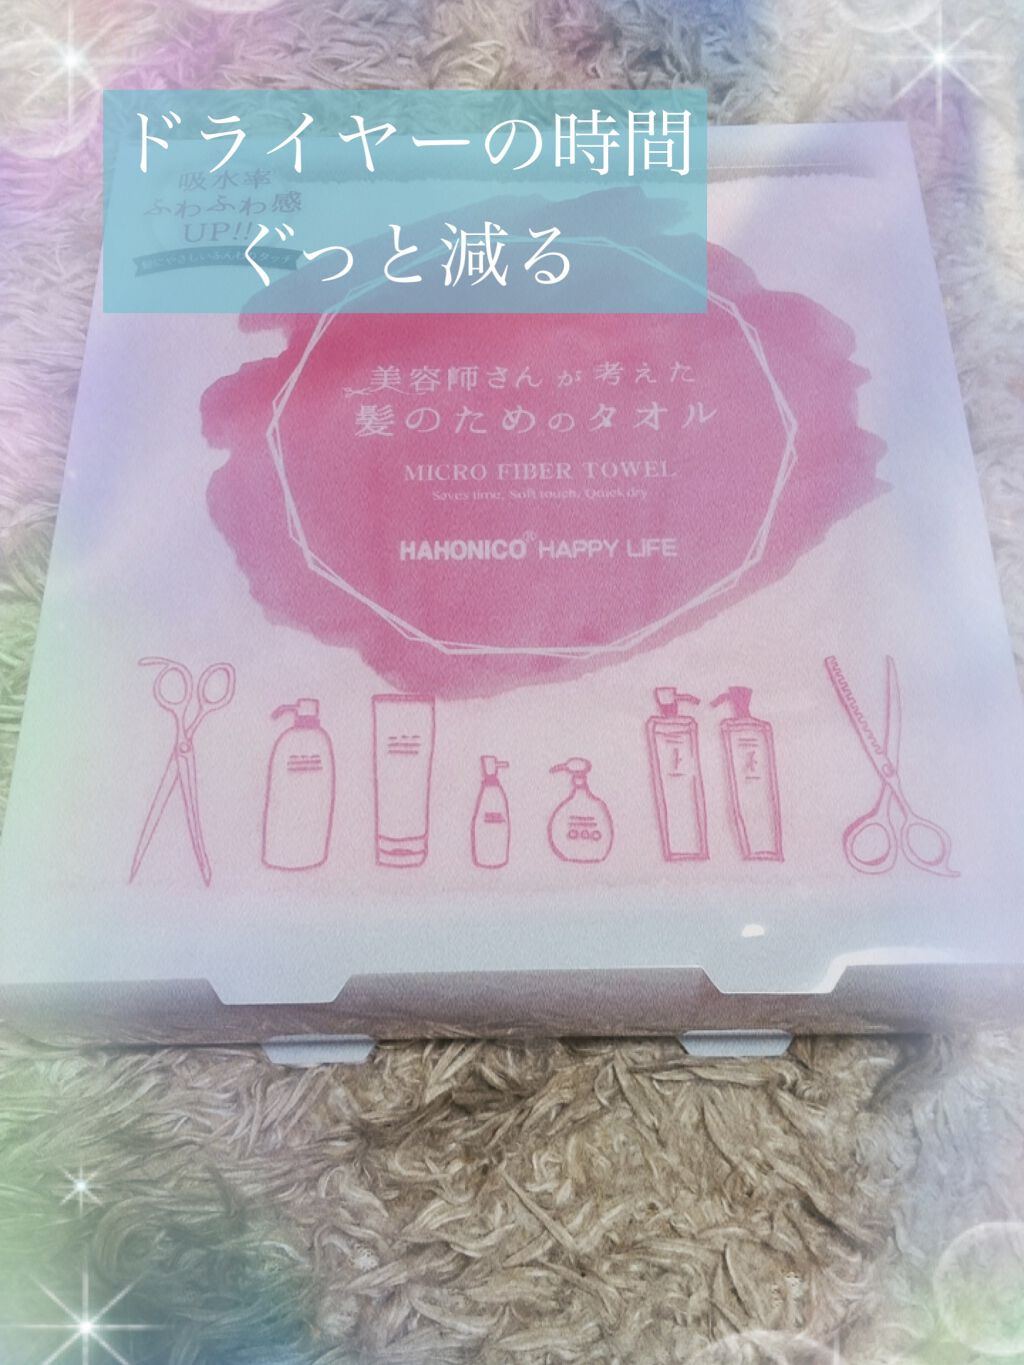 ドライヤーの時間
ぐっと減る
吸水率
ふわふわ感
UP!!
美容師さんが考えた
髪のためのタオル
MICRO FIBER TOWEL
Saves time, Soft touch, Quick dry
HAHONICO® HAPPY LIFE